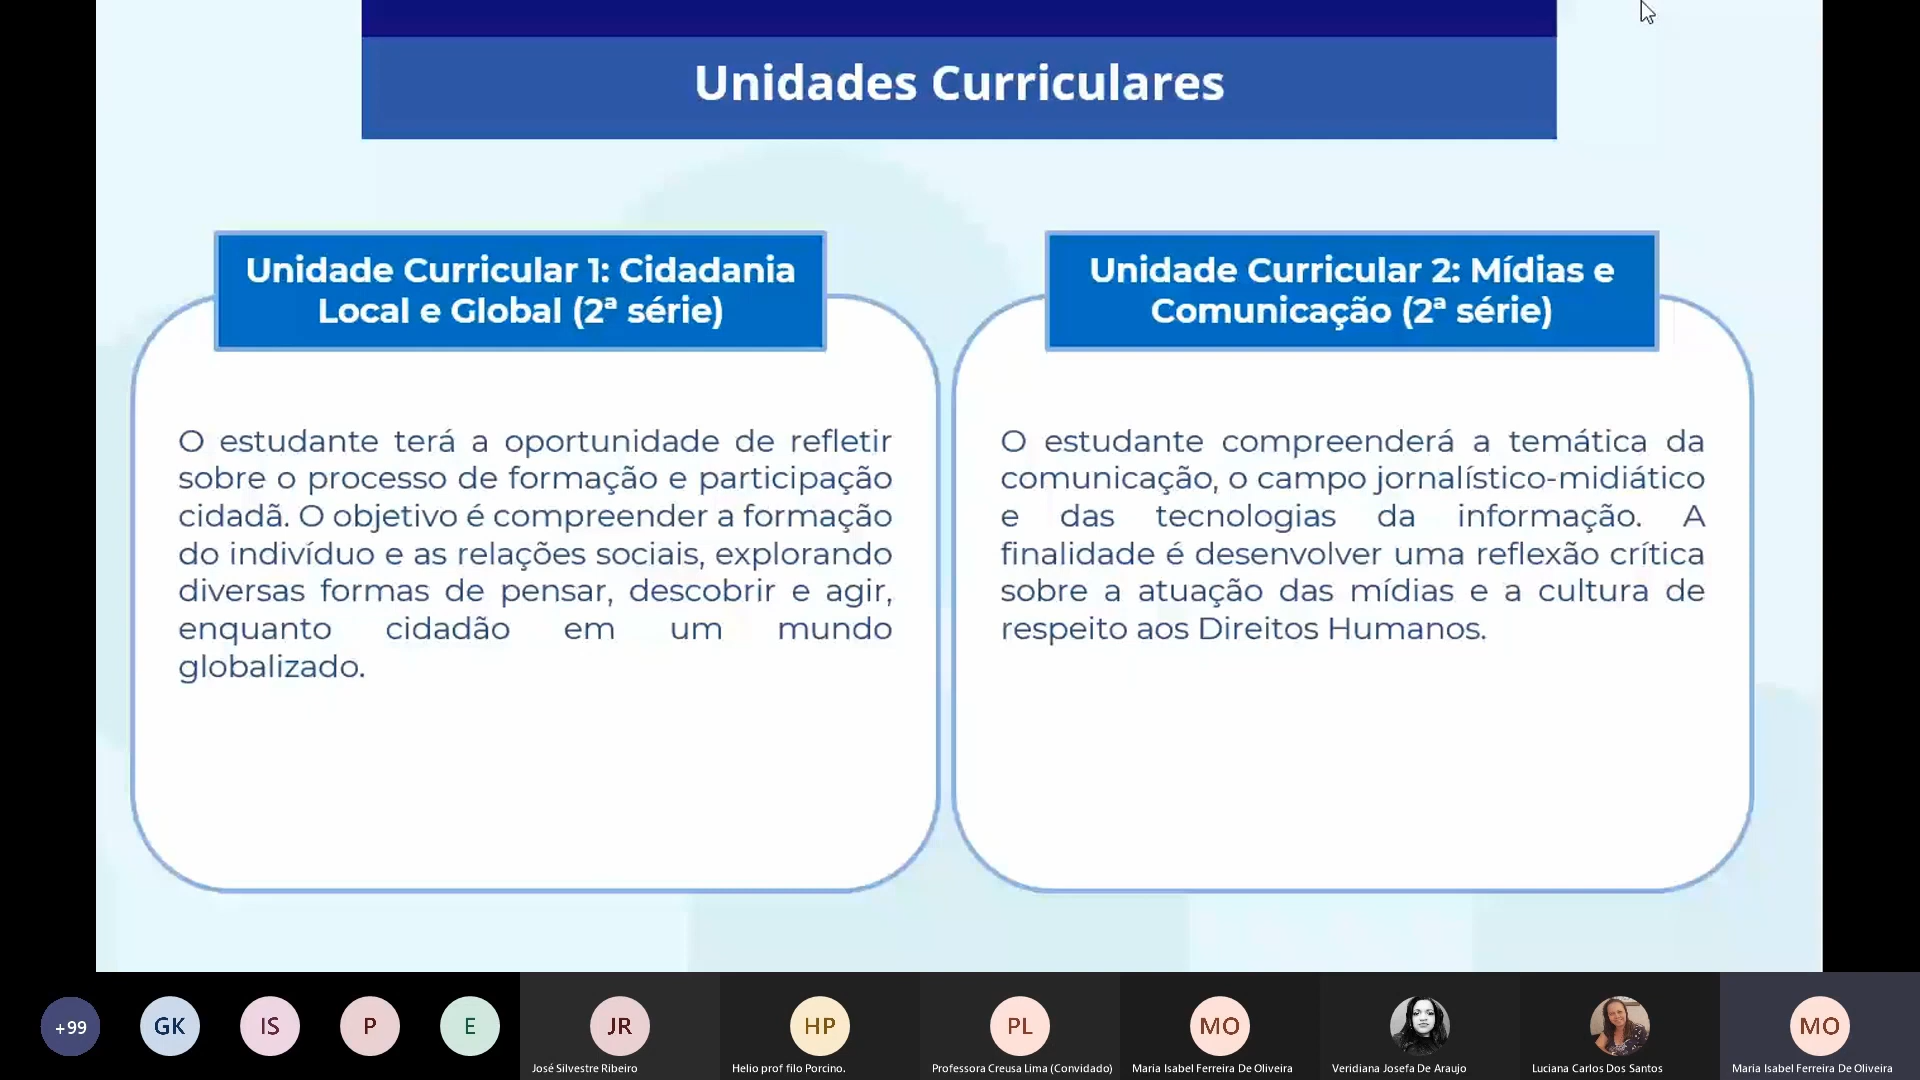 Unidades Curriculares
Unidade Curricular 1: Cidadania
Local e Global (2ª série)
O estudante terá a oportunidade de refletir
sobre o processo de formação e participação
cidadã. O objetivo é compreender a formação
do indivíduo e as relações sociais, explorando
diversas formas de pensar, descobrir e agir,
enquanto cidadão em um mundo
globalizado.
Unidade Curricular 2: Mídias e
Comunicação (2ª série)
O estudante compreenderá a temática da
comunicação, o campo jornalístico-midiático
e das tecnologias da informação. A
finalidade é desenvolver uma reflexão crítica
sobre a atuação das mídias e a cultura de
respeito aos Direitos Humanos.
+99
GK
IS
P
E
JR
José Silvestre Ribeiro
HP
Helio prof filo Porcino.
PL
Professora Creusa Lima (Convidado)
MO
Maria Isabel Ferreira De Oliveira
Veridiana Josefa De Araujo
Luciana Carlos Dos Santos
MO
Maria Isabel Ferreira De Oliveira